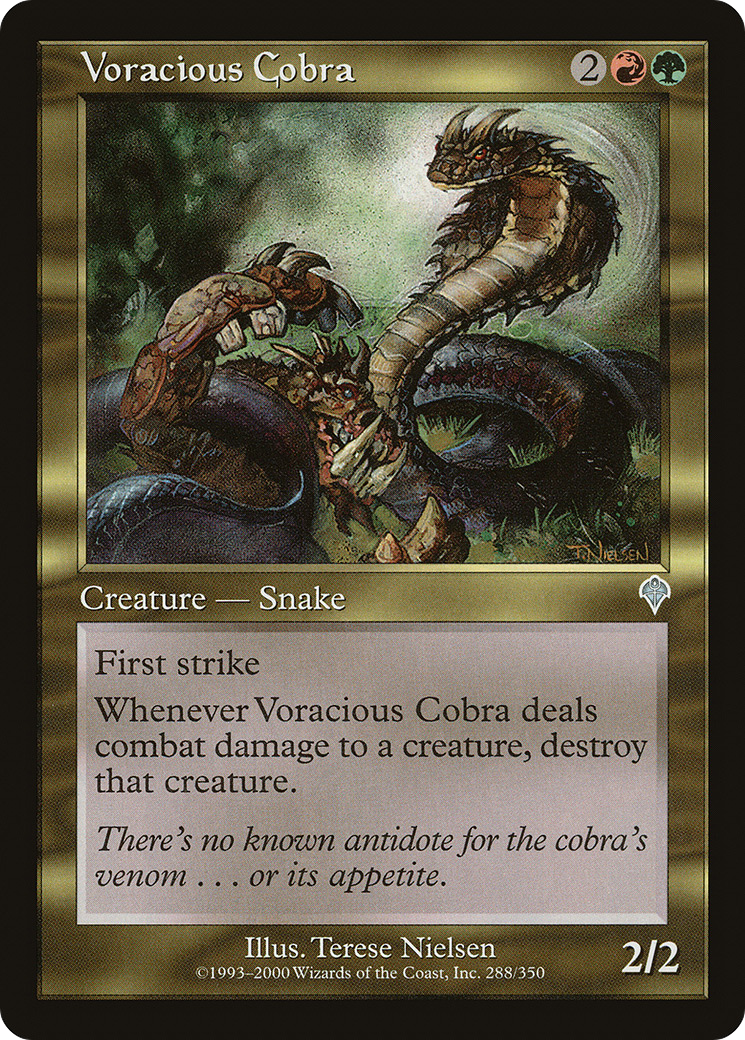 Voracious Cobra
2
T. NIELSEN
Creature — Snake
First strike
Whenever Voracious Cobra deals
combat damage to a creature, destroy
that creature.
There's no known antidote for the cobra's
venom . . . or its appetite.
Illus. Terese Nielsen
©1993–2000 Wizards of the Coast, Inc. 288/350
2/2